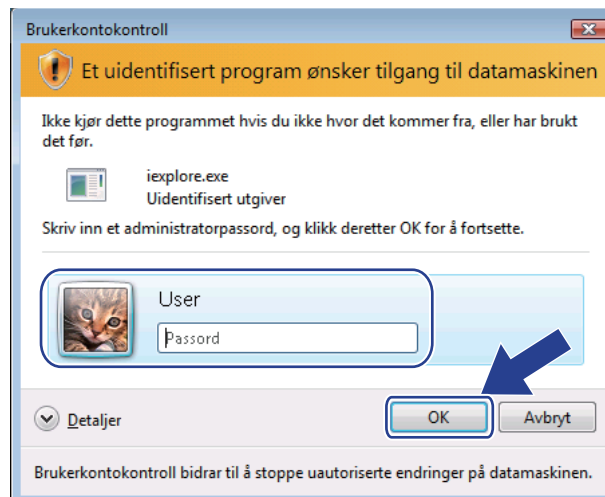 Brukerkontokontroll
Et uidentifisert program ønsker tilgang til datamaskinen
Ikke kjør dette programmet hvis du ikke hvor det kommer fra, eller har brukt
det før.
iexplore.exe
Uidentifisert utgiver
Skriv inn et administratorpassord, og klikk deretter OK for å fortsette.
User
Passord
Detaljer
OK
Avbryt
Brukerkontokontroll bidrar til å stoppe uautoriserte endringer på datamaskinen.